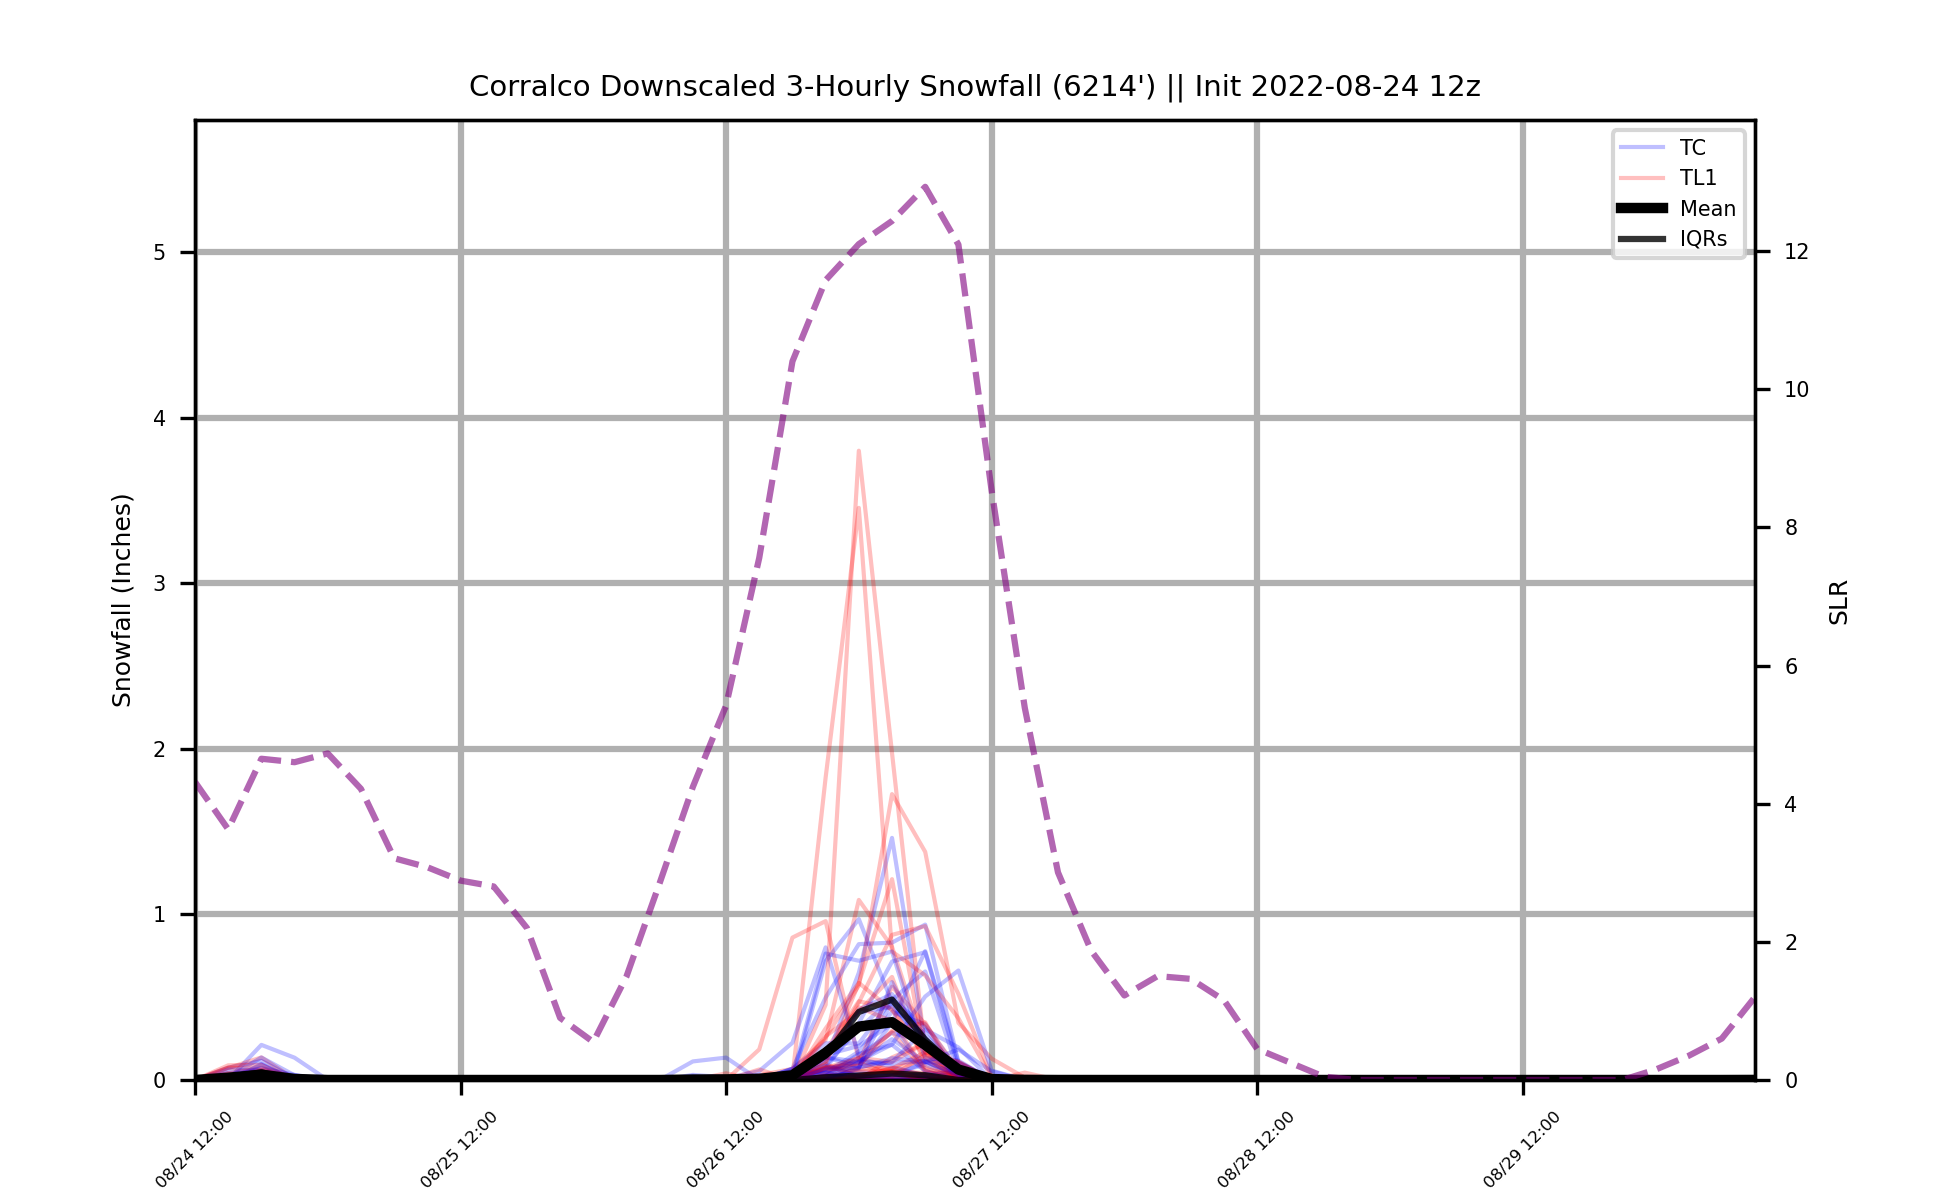 Corralco Downscaled 3-Hourly Snowfall (6214') || Init 2022-08-24 12z
TC
TL1
Mean
IQRs
Snowfall (Inches)
5
4
3
2
1
0
SLR
12
10
8
6
4
2
0
08/24 12:00
08/25 12:00
08/26 12:00
08/27 12:00
08/28 12:00
08/29 12:00